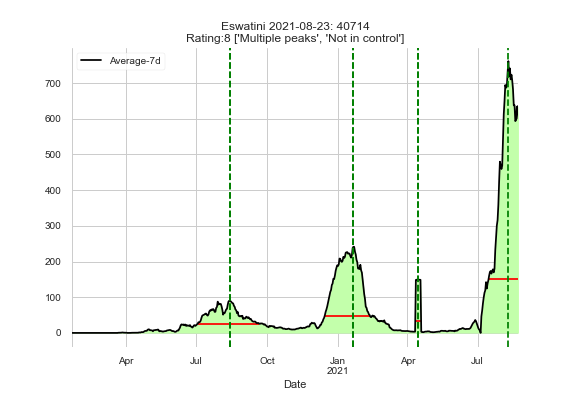 Eswatini 2021-08-23: 40714
Rating:8 ['Multiple peaks', 'Not in control']
Average-7d
700
600
500
400
300
200
100
0
Apr
Jul
Oct
Jan
2021
Apr
Jul
Date